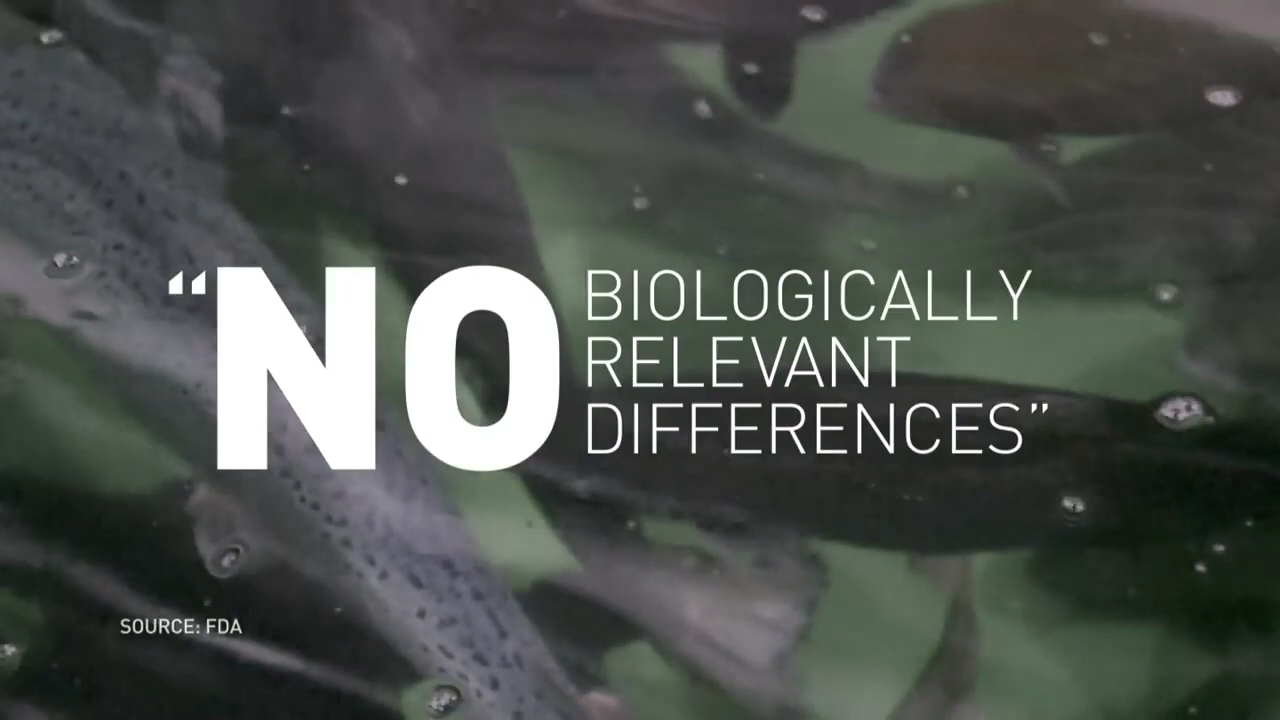 “NO
BIOLOGICALLY
RELEVANT
DIFFERENCES”
SOURCE: FDA